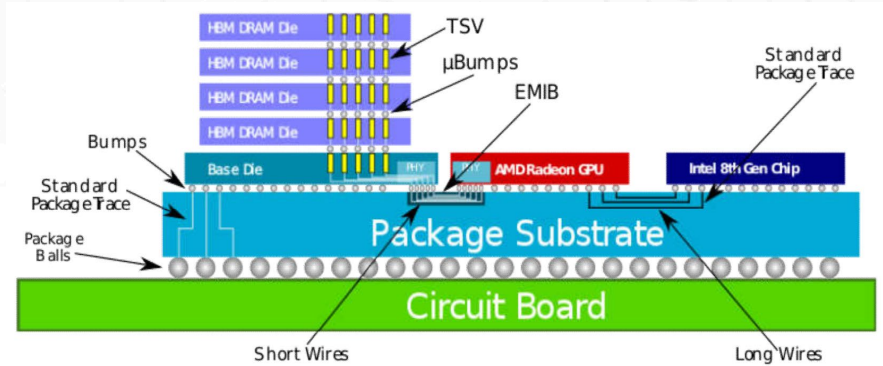 HBM DRAM Die
TSV
HBM DRAM Die
µBumps
HBM DRAM Die
EMIB
HBM DRAM Die
Standard
Package Trace
Bumps
Base Die
PHY
PHY
AMD Radeon GPU
Intel 8th Gen Chip
Standard
Package Trace
Package Substrate
Package
Balls
Circuit Board
Short Wires
Long Wires